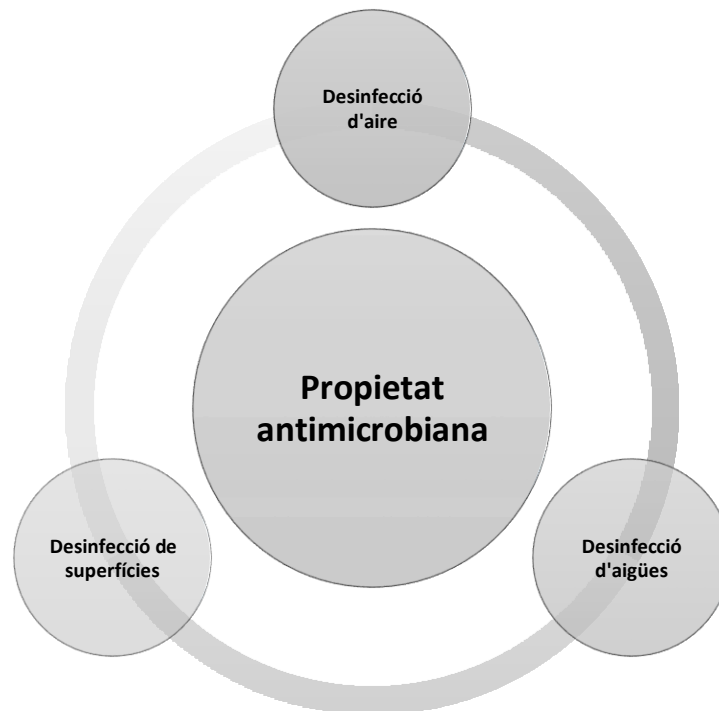 Desinfecció
d'aire
Propietat
antimicrobiana
Desinfecció de
superfícies
Desinfecció
d'aigües